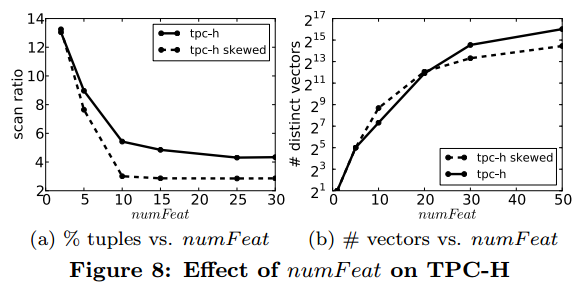 14
12
10
8
6
4
2
scan ratio
tpc-h
tpc-h skewed
0 5 10 15 20 25 30
numFeat
(a) % tuples vs. numFeat
2^17
2^15
2^13
2^11
2^9
2^7
2^5
2^3
2^1
# distinct vectors
tpc-h skewed
tpc-h
0 10 20 30 40 50
numFeat
(b) # vectors vs. numFeat
Figure 8: Effect of numFeat on TPC-H